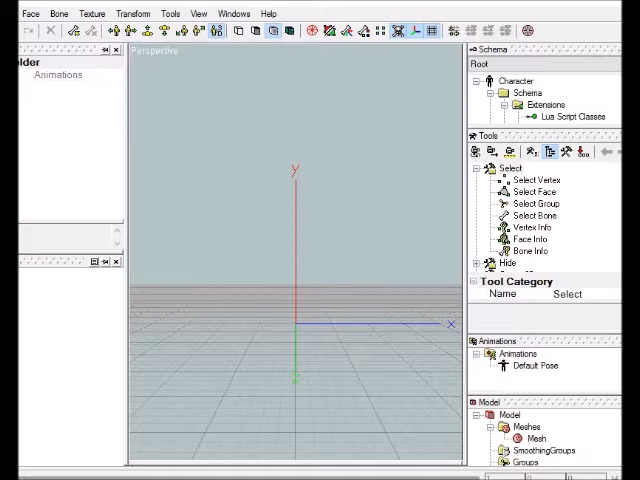 Face Bone Texture Transform Tools View Windows Help
older
Animations
Perspective
y
x
z
Schema
Root
Character
Schema
Extensions
Lua Script Classes
Tools
Select
Select Vertex
Select Face
Select Group
Select Bone
Vertex Info
Face Info
Bone Info
Hide
Tool Category
Name Select
Animations
Animations
Default Pose
Model
Model
Meshes
Mesh
SmoothingGroups
Groups